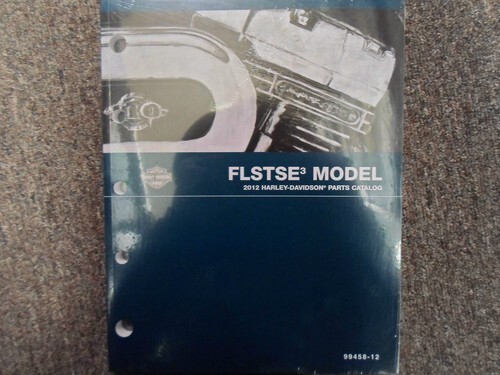 FLSTSE³ MODEL
2012 HARLEY-DAVIDSON® PARTS CATALOG
99458-12